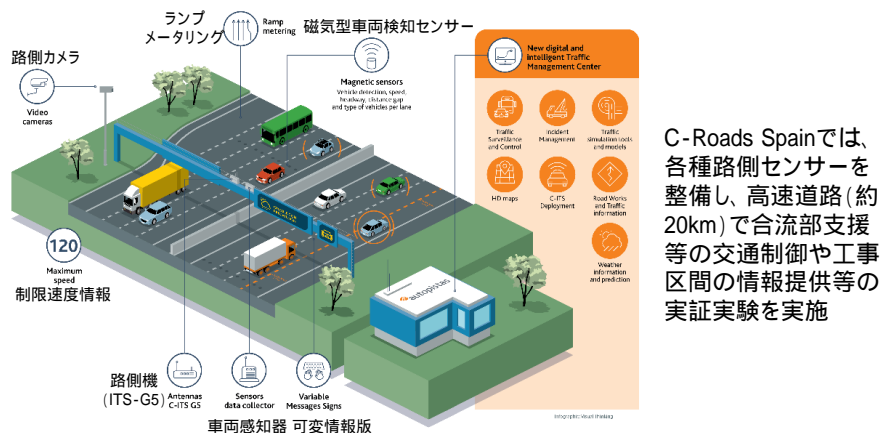 ランプ
メータリング
Ramp
metering
磁気型車両検知センサー
Magnetic sensors
Vehicle detection, speed,
headway, distance gap
and type of vehicles per lane
路側カメラ
Video
cameras
120
Maximum
speed
制限速度情報
路側機
(ITS-G5)
Antennas
C-ITS G5
Sensors
data collector
Variable
Messages Signs
車両感知器 可変情報版
autopistas
New digital and
intelligent Traffic
Management Center
Traffic
Surveillance
and Control
Incident
Management
Traffic
simulation tools
and models
HD maps
C-ITS
Deployment
Road Works
and Traffic
information
Weather
information
and prediction
Infographic: Visual Thinking
C-Roads Spainでは、
各種路側センサーを
整備し、高速道路(約
20km)で合流部支援
等の交通制御や工事
区間の情報提供等の
実証実験を実施